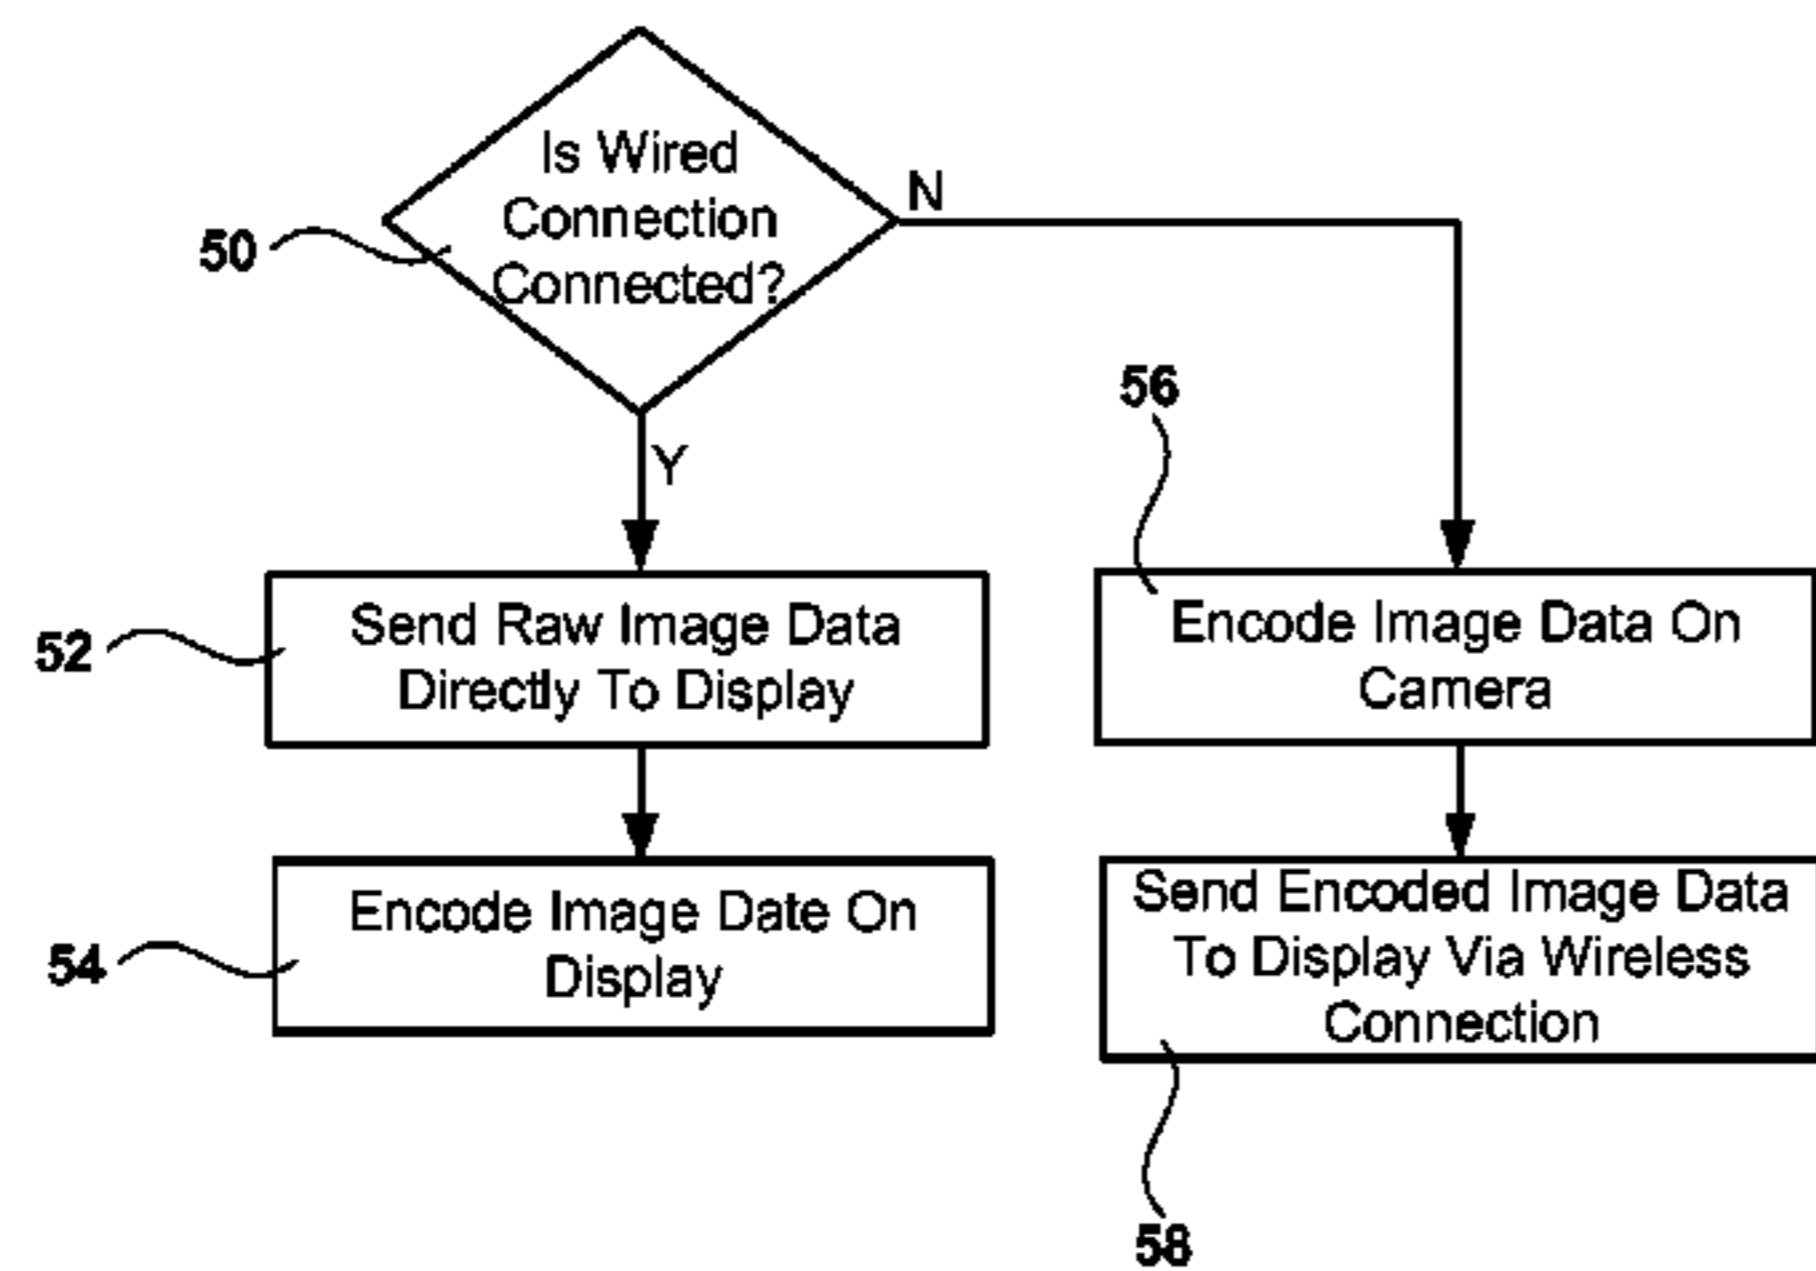 Is Wired
Connection
Connected?
N
50
Y
56
52
Send Raw Image Data
Directly To Display
Encode Image Data On
Camera
54
Encode Image Date On
Display
Send Encoded Image Data
To Display Via Wireless
Connection
58